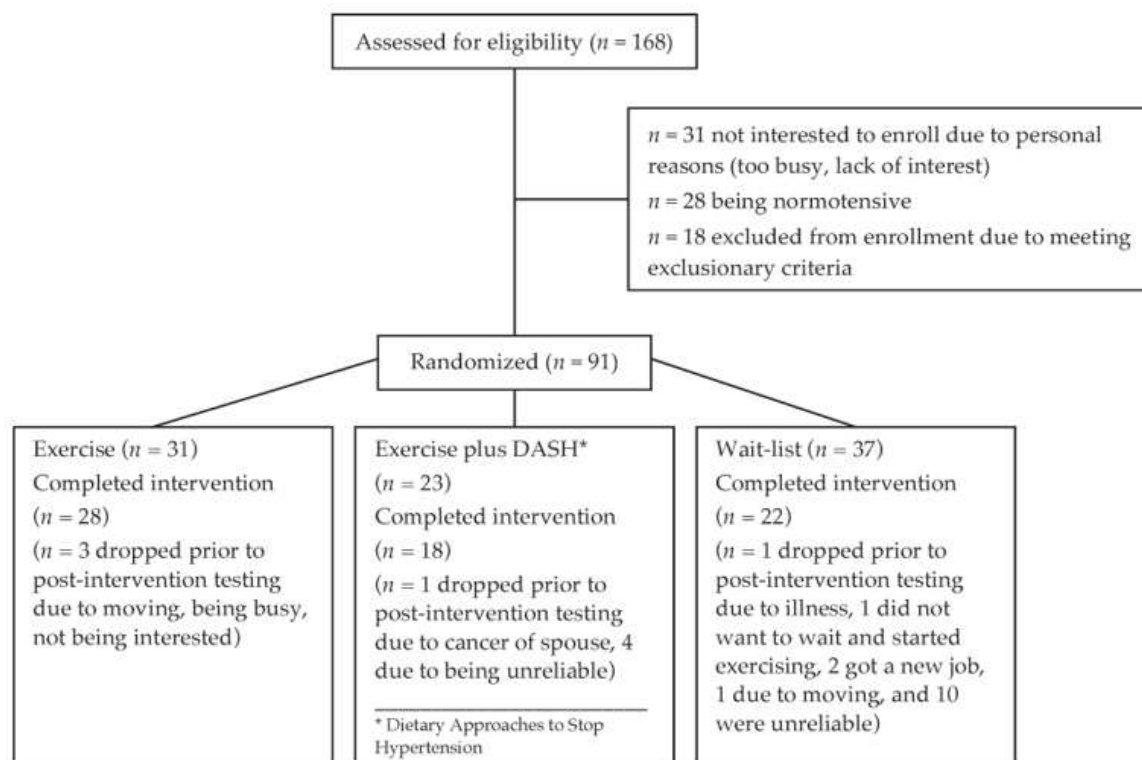 Assessed for eligibility (n = 168)
n = 31 not interested to enroll due to personal
reasons (too busy, lack of interest)
n = 28 being normotensive
n = 18 excluded from enrollment due to meeting
exclusionary criteria
Randomized (n = 91)
Exercise (n = 31)
Completed intervention
(n = 28)
(n = 3 dropped prior to
post-intervention testing
due to moving, being busy,
not being interested)
Exercise plus DASH*
(n = 23)
Completed intervention
(n = 18)
(n = 1 dropped prior to
post-intervention testing
due to cancer of spouse, 4
due to being unreliable)
* Dietary Approaches to Stop
Hypertension
Wait-list (n = 37)
Completed intervention
(n = 22)
(n = 1 dropped prior to
post-intervention testing
due to illness, 1 did not
want to wait and started
exercising, 2 got a new job,
1 due to moving, and 10
were unreliable)